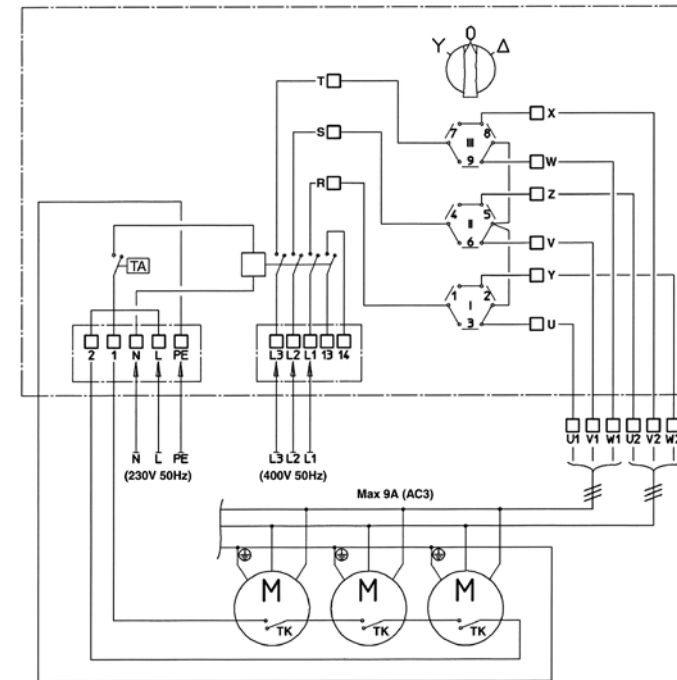 Y O Δ
T
S
R
7 8
III
9
X
W
4 5
II
6
Z
V
1 2
I
3
Y
U
TA
2 1 N L PE
L3 L2 L1 13 14
N L PE
(230V 50Hz)
L3 L2 L1
(400V 50Hz)
U1 V1 W1 U2 V2 W2
Max 9A (AC3)
M M M
TK TK TK